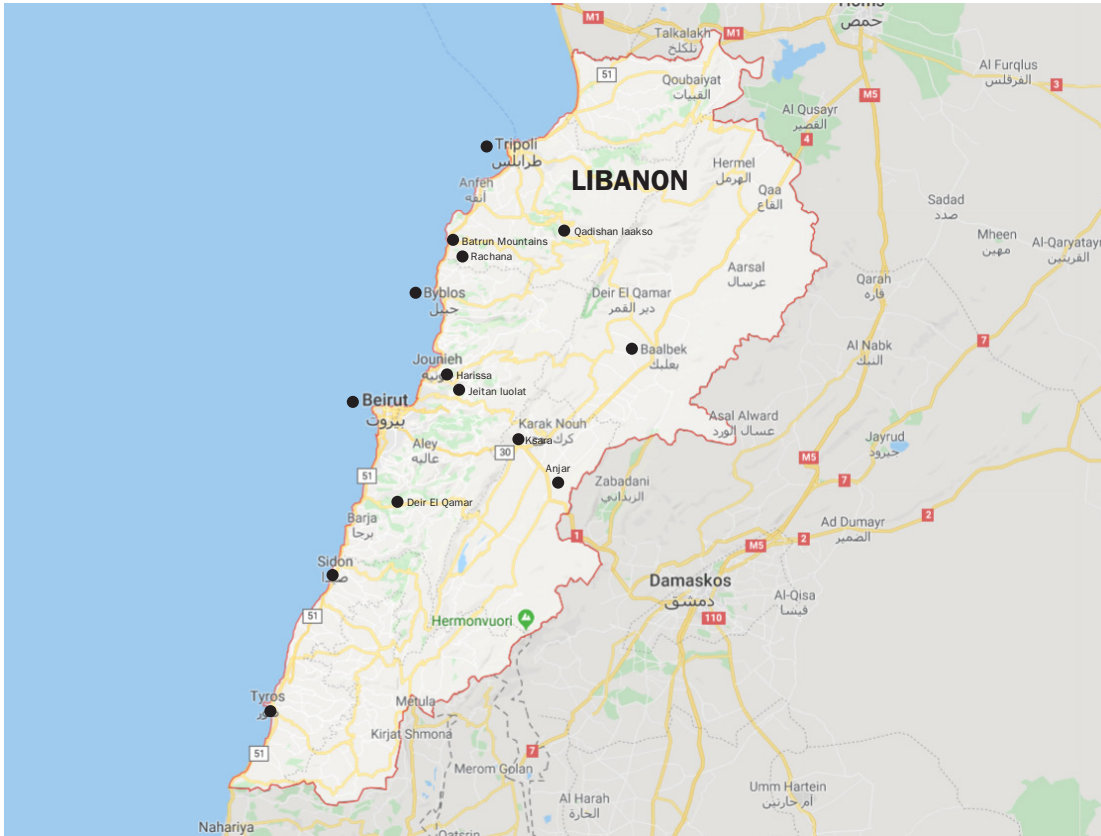 M1
Homs
حمص
Talkalakh
تلكلخ
M1
51
Qoubaiyat
القبيات
Al Furqlus
الفرقلس
3
M5
Al Qusayr
القصير
4
Tripoli
طرابلس
LIBANON
Hermel
الهرمل
Anfeh
أنفه
Qaa
القاع
Sadad
صدد
Qadishan laakso
Mheen
مهين
Al-Qaryatayn
القريتين
Batrun Mountains
Rachana
Aarsal
عرسال
Qarah
قارة
Byblos
جبيل
Deir El Qamar
دير القمر
7
Al Nabk
النبك
Baalbek
بعلبك
Jounieh
Harissa
Jeitan luolat
Beirut
بيروت
Asal Alward
عسال الورد
Karak Nouh
Ksara
Aley
عاليه
30
Jayrud
جيرود
M5
Anjar
51
7
Zabadani
الزبداني
Deir El Qamar
2
Barja
برجا
Ad Dumayr
الضمير
1
2
M5
Sidon
Damaskos
دمشق
Al-Qisa
قيسا
51
110
Hermonvuori
Tyros
Metula
Kirjat Shmona
7
51
Merom Golan
Umm Hartein
أم حارتين
Al Harah
الحارة
Nahariya